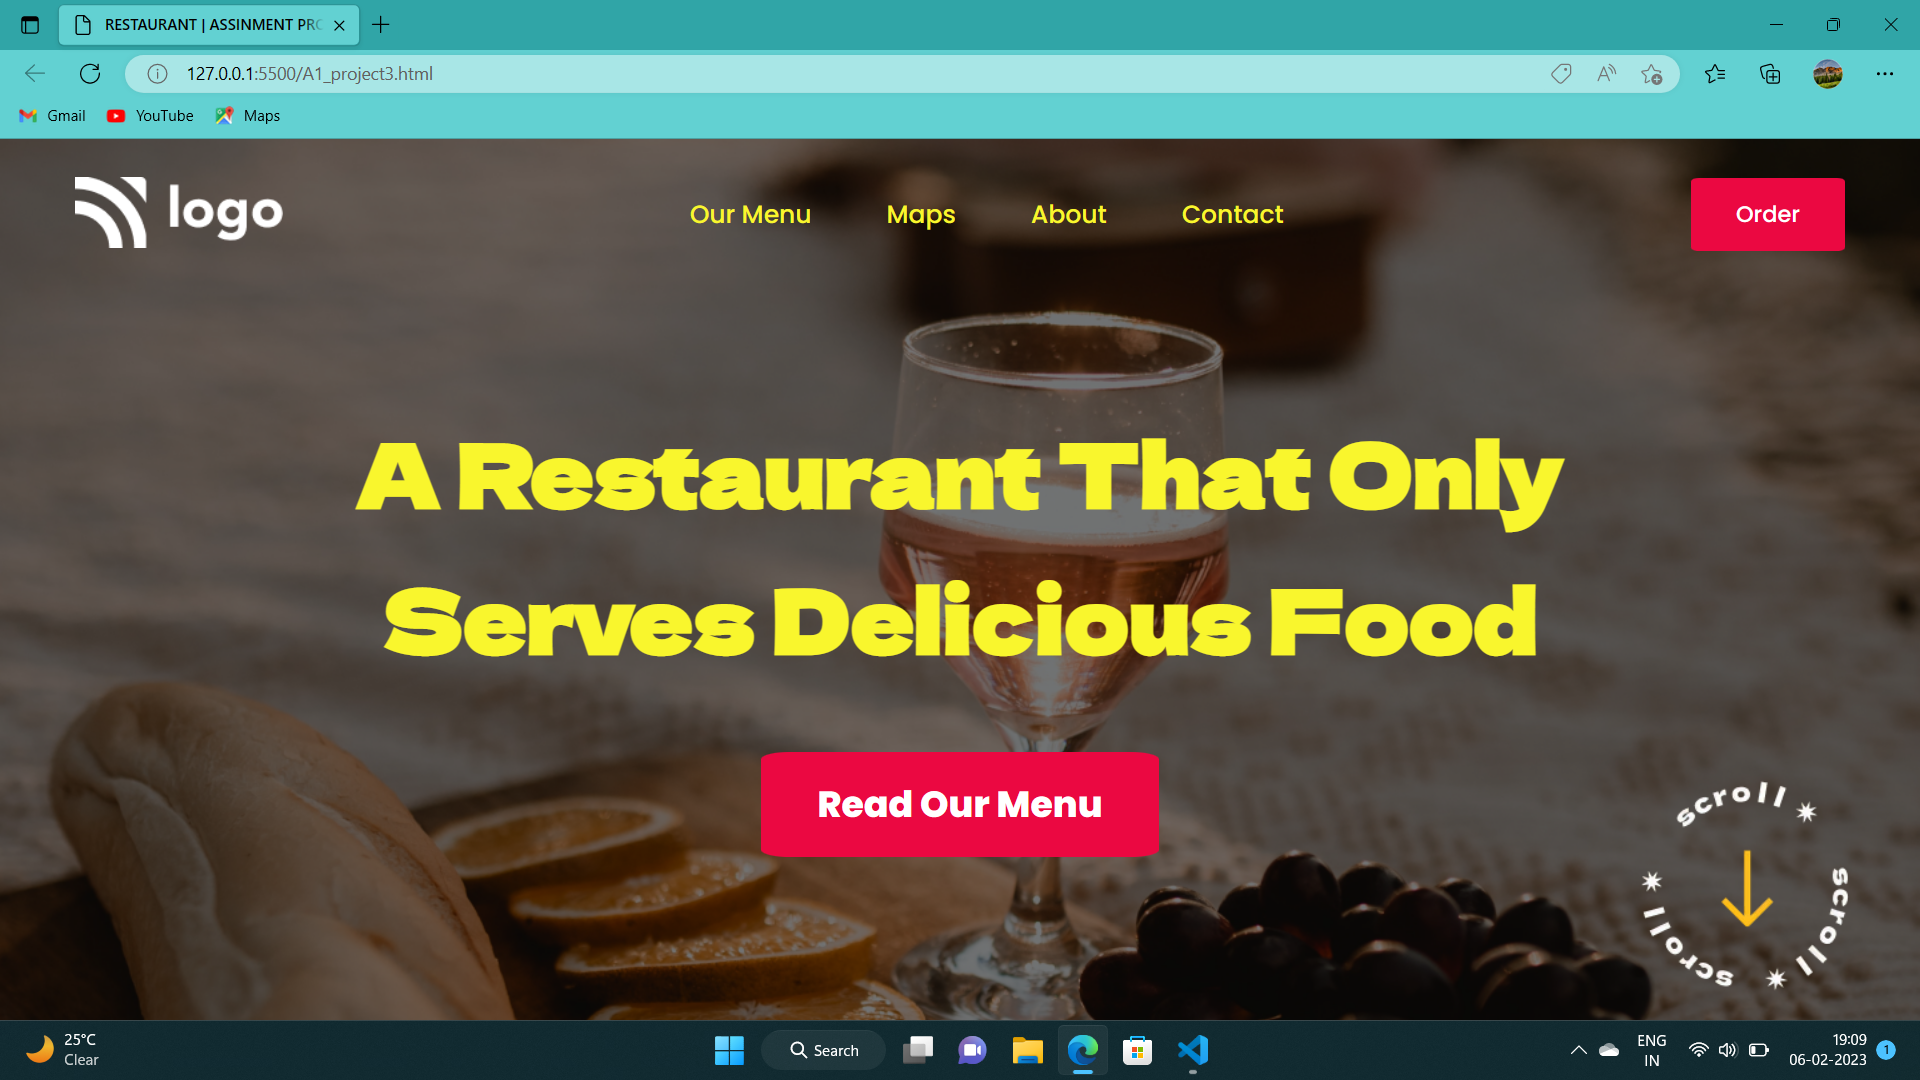 RESTAURANT | ASSINMENT PRO
127.0.0.1:5500/A1_project3.html
Gmail YouTube Maps
logo
Our Menu Maps About Contact
Order
A Restaurant That Only
Serves Delicious Food
Read Our Menu
scroll scroll scroll
25°C
Clear
Search
ENG
IN
19:09
06-02-2023
1